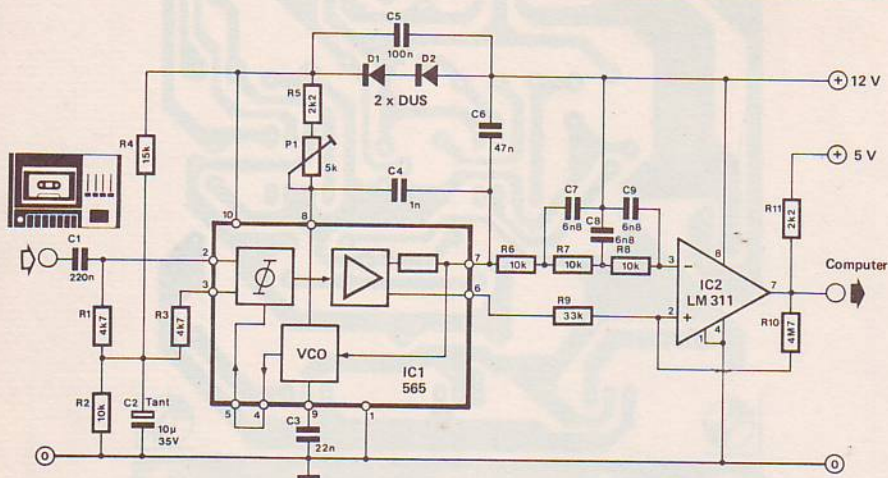 C5
100n
D1
D2
2 x DUS
12 V
R5
2k2
C6
47n
5 V
R4
15k
P1
5k
C4
1n
R11
2k2
C7
6n8
C9
6n8
C8
6n8
C1
220n
10
8
2
3
7
6
R6
10k
R7
10k
R8
10k
3
8
IC2
LM 311
7
Computer
2
1
4
R1
4k7
R3
4k7
Φ
VCO
IC1
565
R9
33k
R10
4M7
R2
10k
C2
Tant
10µ
35V
5
4
9
1
C3
22n
0
0